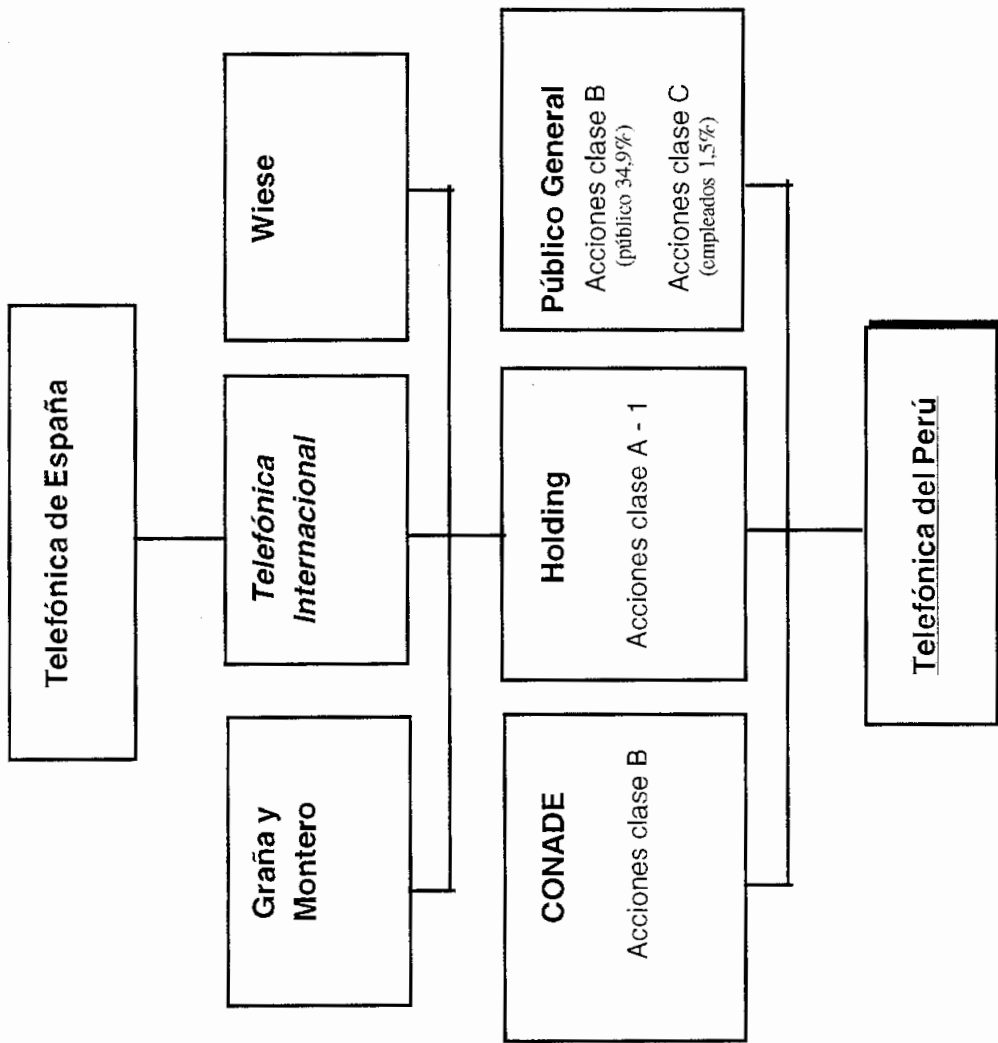 Telefónica de España
Graña y
Montero
Telefónica
Internacional
Wiese
CONADE
Acciones clase B
Holding
Acciones clase A - 1
Público General
Acciones clase B
(público 34,9%)
Acciones clase C
(empleados 1,5%)
Telefónica del Perú